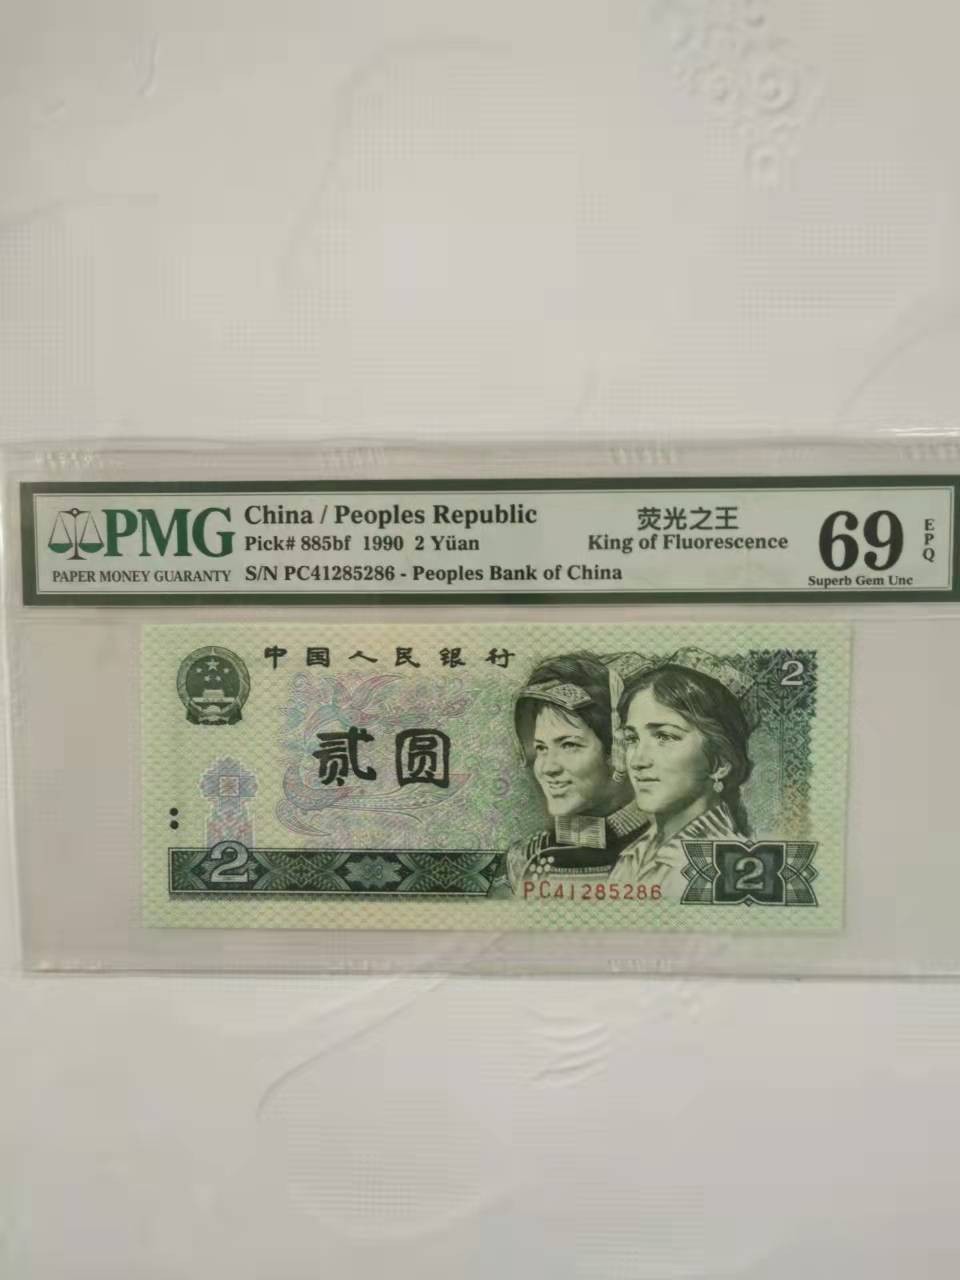 PMG
PAPER MONEY GUARANTY
China / Peoples Republic
Pick# 885bf 1990 2 Yüan
S/N PC41285286 - Peoples Bank of China
荧光之王
King of Fluorescence
69
EPQ
Superb Gem Unc
中国人民银行
2
贰圆
2
PC41285286
2